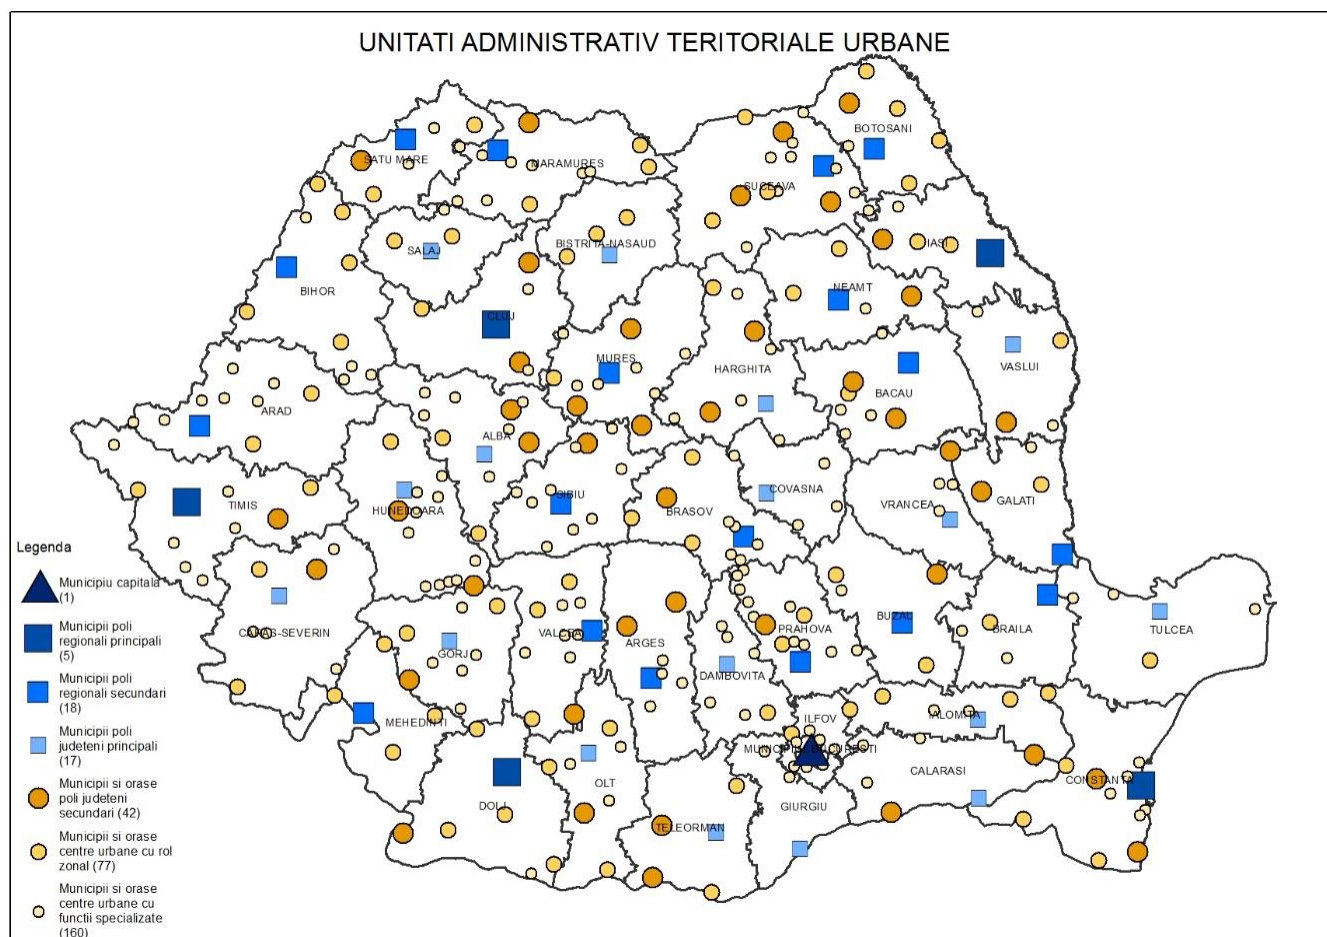 UNITATI ADMINISTRATIV TERITORIALE URBANE
BOTOSANI
SATU MARE
MARAMURES
SUCEAVA
SALAJ
BISTRITA-NASAUD
IASI
BIHOR
NEAMT
CLUJ
MURES
HARGHITA
VASLUI
BACAU
ARAD
ALBA
TIMIS
HUNEDOARA
SIBIU
BRASOV
COVASNA
VRANCEA
GALATI
CARAS-SEVERIN
GORJ
VALCEA
ARGES
PRAHOVA
BUZAU
BRAILA
TULCEA
DAMBOVITA
MEHEDINTI
ILFOV
IALOMITA
MUNICIPIUL BUCURESTI
CALARASI
CONSTANTA
OLT
DOLJ
GIURGIU
TELEORMAN
Legenda
Municipiu capitala
(1)
Municipii poli
regionali principali
(5)
Municipii poli
regionali secundari
(18)
Municipii poli
judeteni principali
(17)
Municipii si orase
poli judeteni
secundari (42)
Municipii si orase
centre urbane cu rol
zonal (77)
Municipii si orase
centre urbane cu
functii specializate
(160)